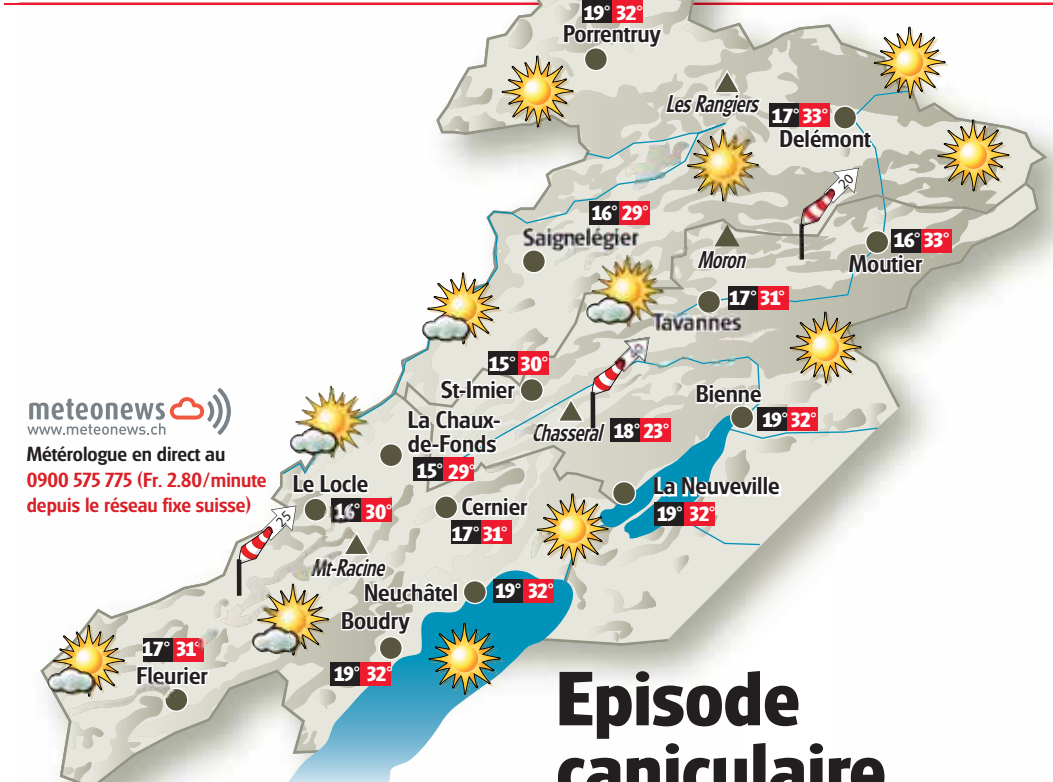 19° 32°
Porrentruy
Les Rangiers
17° 33°
Delémont
20
16° 29°
Saignelégier
Moron
16° 33°
Moutier
17° 31°
Tavannes
15° 30°
St-Imier
Chasseral
18° 23°
Bienne
19° 32°
La Chaux-
de-Fonds
15° 29°
meteonews
www.meteonews.ch
Métérologue en direct au
0900 575 775 (Fr. 2.80/minute
depuis le réseau fixe suisse)
Le Locle
16° 30°
Cernier
17° 31°
La Neuveville
19° 32°
25
Mt-Racine
Neuchâtel
19° 32°
Boudry
19° 32°
17° 31°
Fleurier
Episode
caniculaire